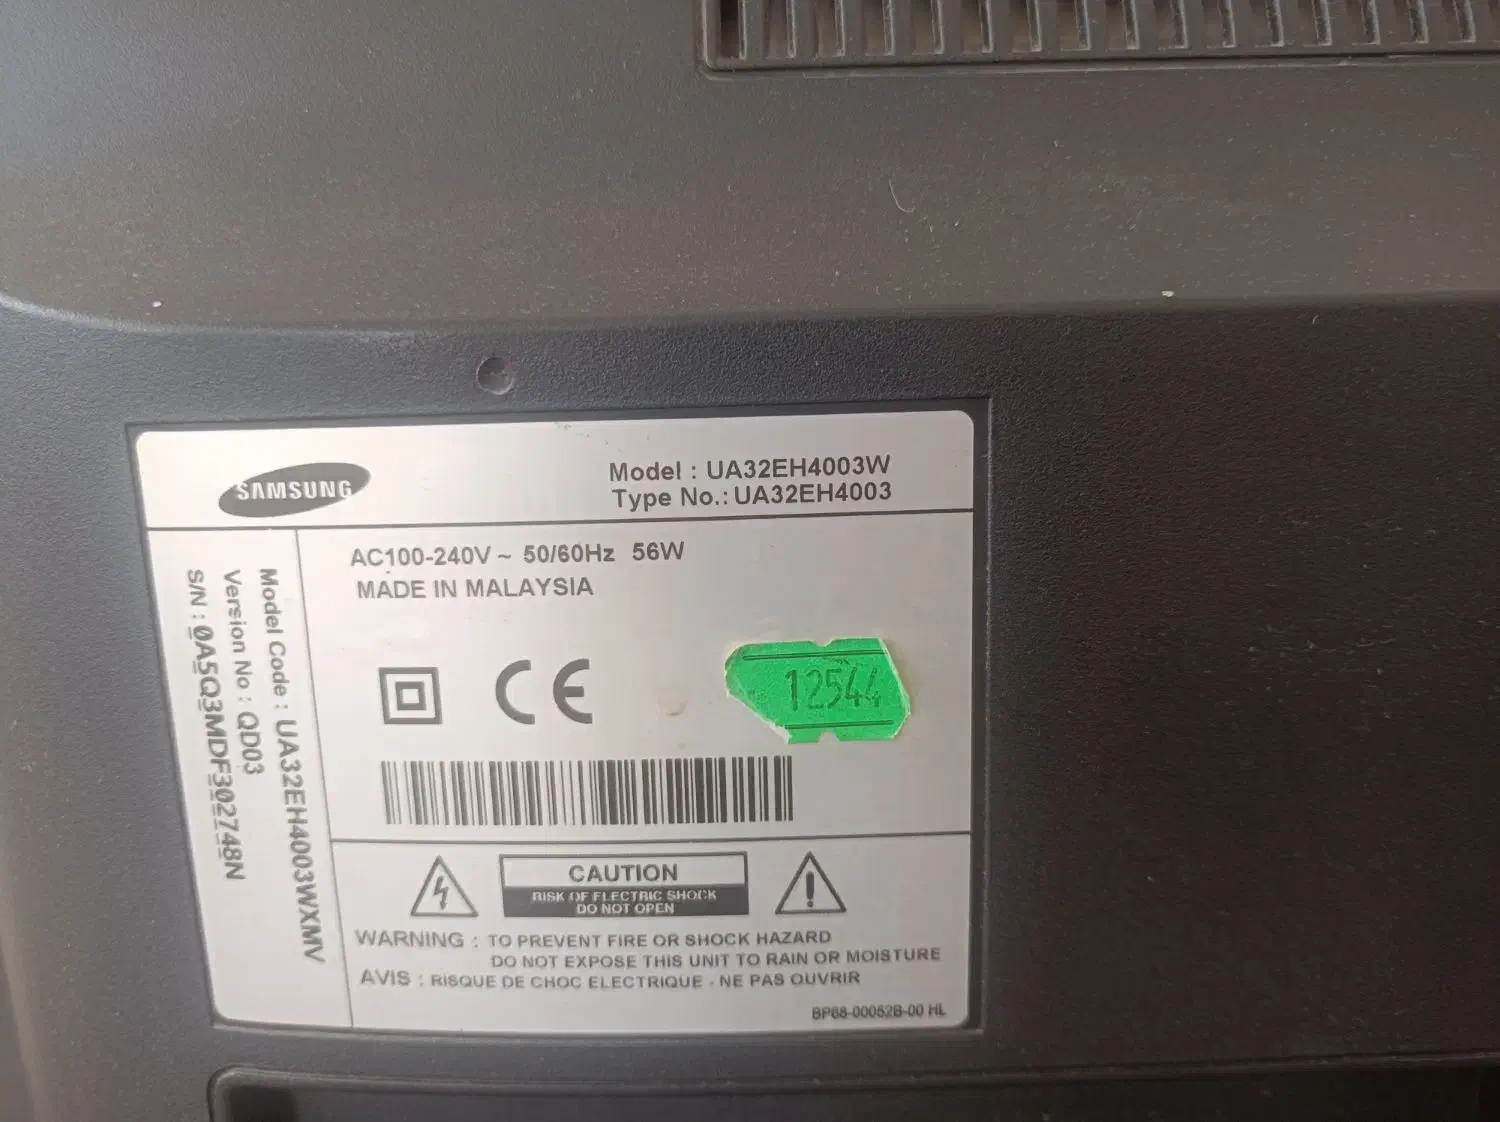 SAMSUNG
Model : UA32EH4003W
Type No.: UA32EH4003
AC100-240V ~ 50/60Hz 56W
MADE IN MALAYSIA
CE
12544
Model Code : UA32EH4003WXMV
Version No : QD03
S/N : 0A5Q3MDF302748N
CAUTION
RISK OF ELECTRIC SHOCK
DO NOT OPEN
WARNING : TO PREVENT FIRE OR SHOCK HAZARD
DO NOT EXPOSE THIS UNIT TO RAIN OR MOISTURE
AVIS : RISQUE DE CHOC ELECTRIQUE - NE PAS OUVRIR
BP68-00052B-00 HL